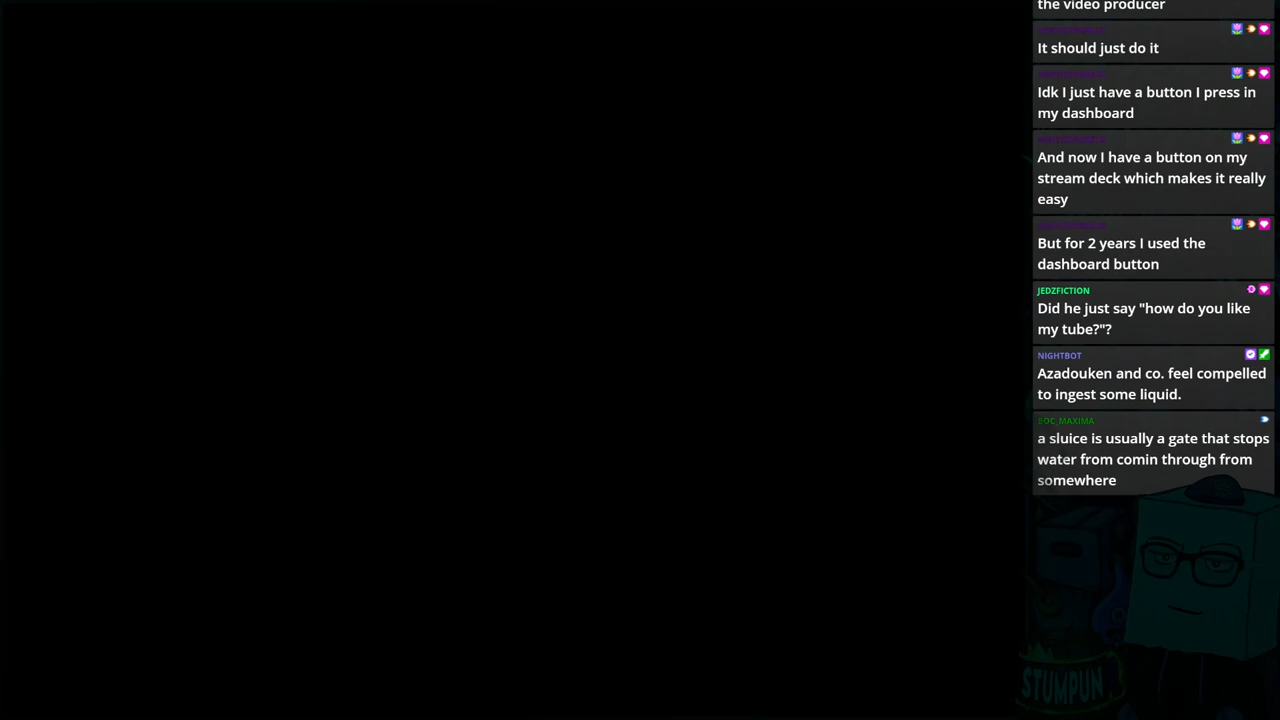 the video producer
It should just do it
Idk I just have a button I press in
my dashboard
And now I have a button on my
stream deck which makes it really
easy
But for 2 years I used the
dashboard button
JEDZFICTION
Did he just say "how do you like
my tube?"?
NIGHTBOT
Azadouken and co. feel compelled
to ingest some liquid.
BOC_MAXIMA
a sluice is usually a gate that stops
water from comin through from
somewhere
STUMPUN